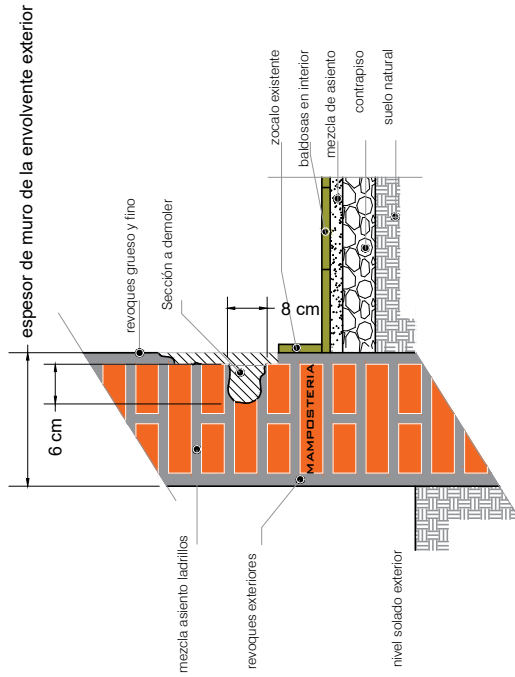 espesor de muro de la envolvente exterior
6 cm
revoques grueso y fino
Sección a demoler
8 cm
zocalo existente
baldosas en interior
mezcla de asiento
contrapiso
suelo natural
mezcla asiento ladrillos
revoques exteriores
MAMPOSTERIA
nivel solado exterior